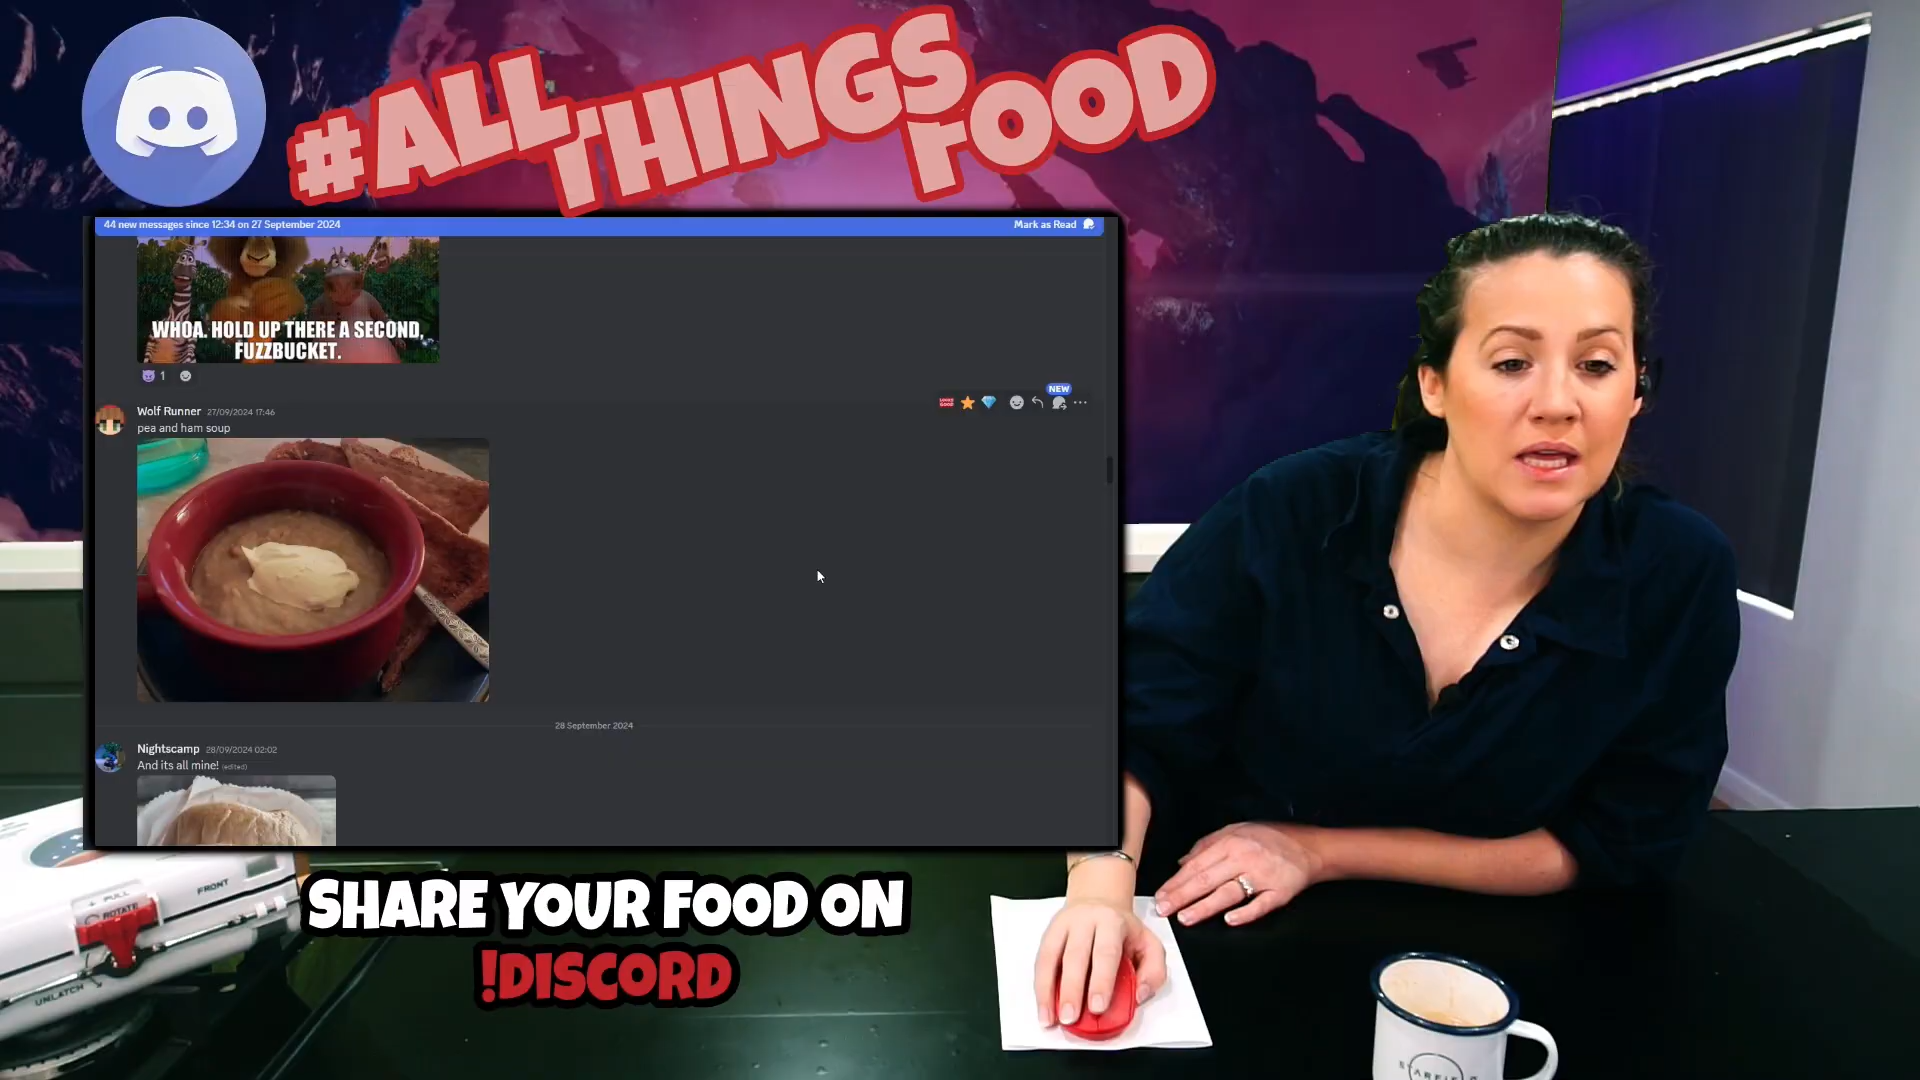 #ALL
THINGS
FOOD
44 new messages since 12:34 on 27 September 2024
Mark as Read
WHOA. HOLD UP THERE A SECOND,
FUZZBUCKET.
1
NEW
Wolf Runner 27/09/2024 17:46
pea and ham soup
28 September 2024
Nightscamp 28/09/2024 02:02
And its all mine! (edited)
PULL
ROTATE
FRONT
UNLATCH
SHARE YOUR FOOD ON
!DISCORD
STARFIELD